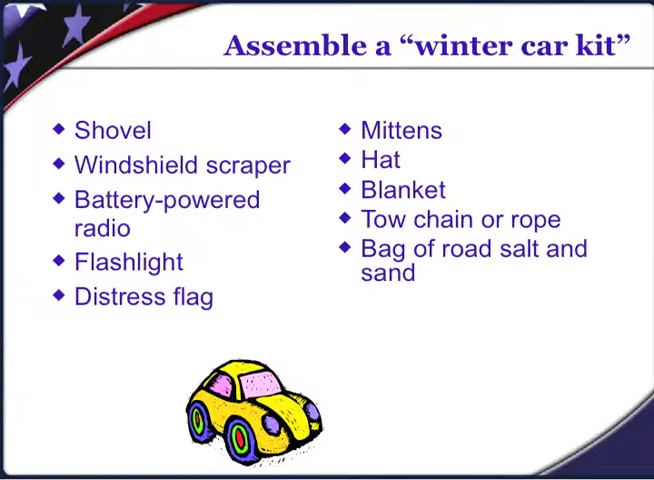 Assemble a “winter car kit”
Shovel
Windshield scraper
Battery-powered
radio
Flashlight
Distress flag
Mittens
Hat
Blanket
Tow chain or rope
Bag of road salt and
sand